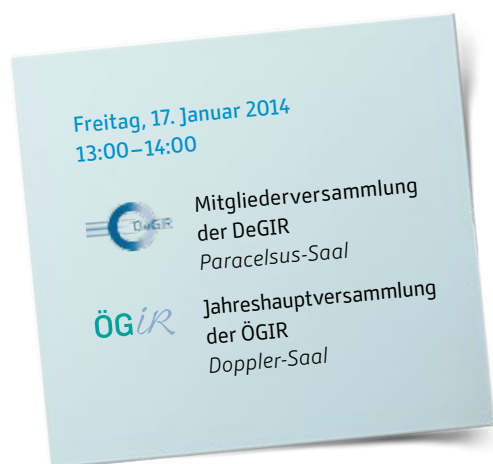 Freitag, 17. Januar 2014
13:00–14:00
DeGIR
Mitgliederversammlung
der DeGIR
Paracelsus-Saal
ÖGiR
Jahreshauptversammlung
der ÖGIR
Doppler-Saal